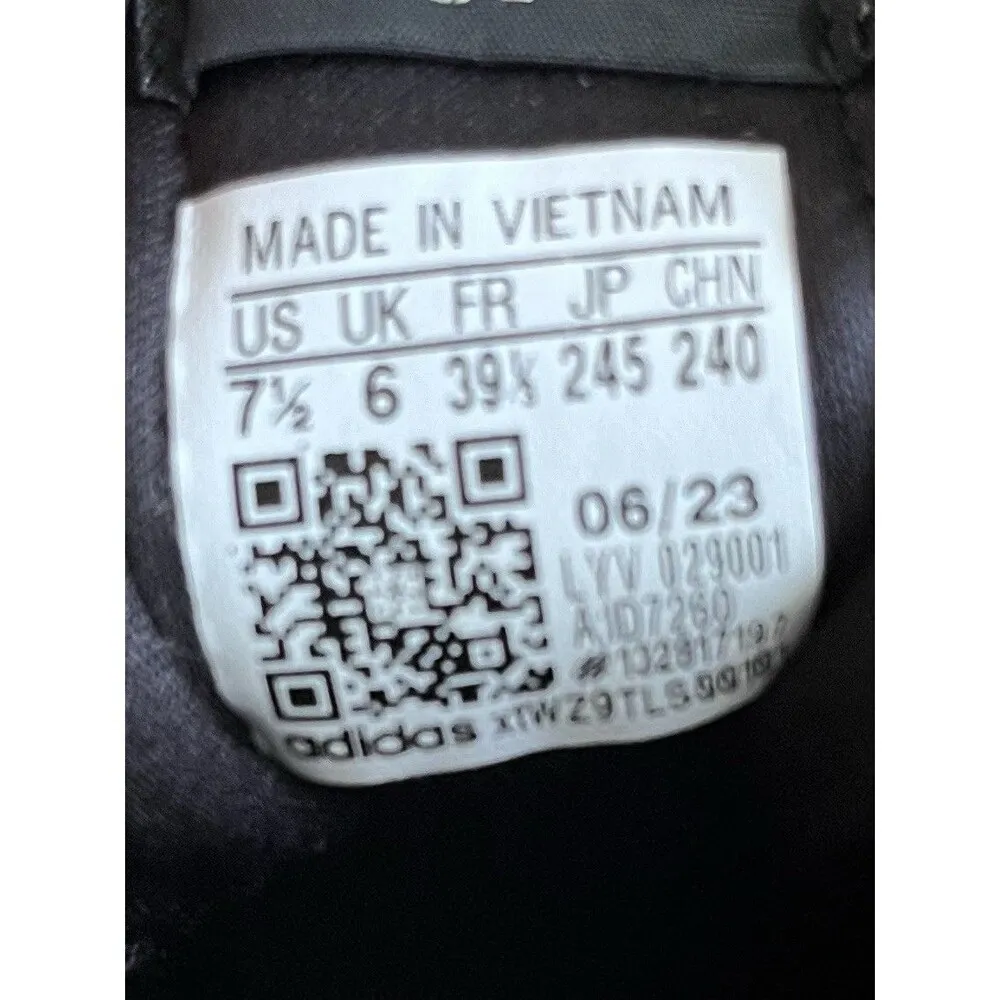 MADE IN VIETNAM
US UK FR JP CHN
7½ 6 39⅓ 245 240
06/23
LYV 029001
adidas